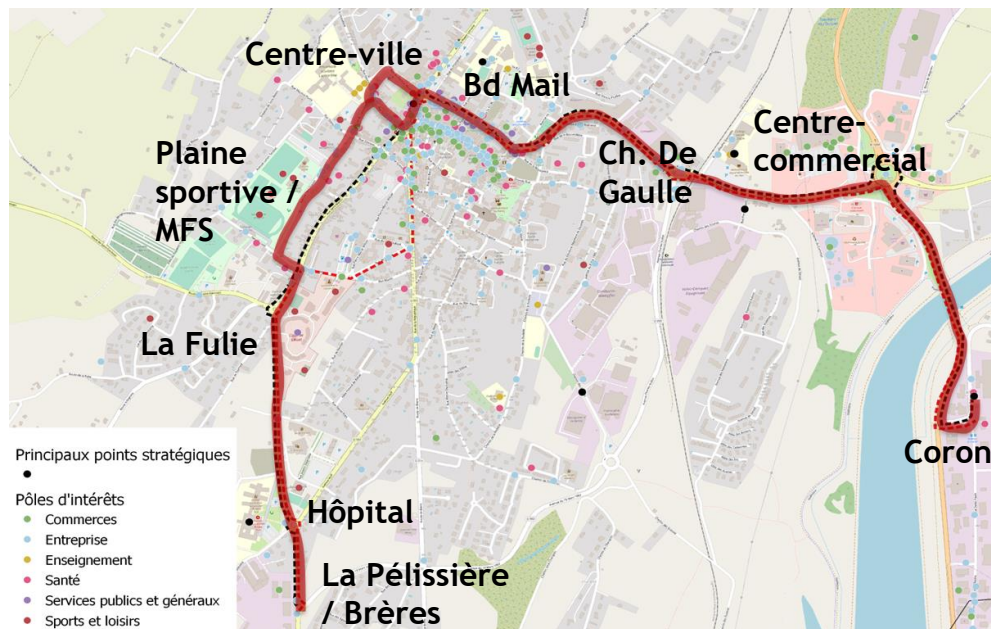 Centre-ville
Bd Mail
Plaine
sportive /
MFS
Ch. De
Gaulle
Centre-
commercial
La Fulie
Coron
Hôpital
La Pélissière
/ Brères
Principaux points stratégiques
Pôles d'intérêts
Commerces
Entreprise
Enseignement
Santé
Services publics et généraux
Sports et loisirs